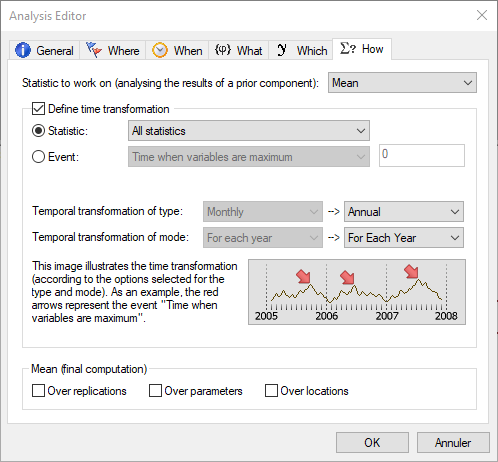 Analysis Editor
General Where When {φ} What y Which Σ? How
Statistic to work on (analysing the results of a prior component): Mean
Define time transformation
Statistic: All statistics
Event: Time when variables are maximum 0
Temporal transformation of type: Monthly --> Annual
Temporal transformation of mode: For each year --> For Each Year
This image illustrates the time transformation
(according to the options selected for the
type and mode). As an example, the red
arrows represent the event "Time when
variables are maximum".
2005 2006 2007 2008
Mean (final computation)
Over replications Over parameters Over locations
OK Annuler